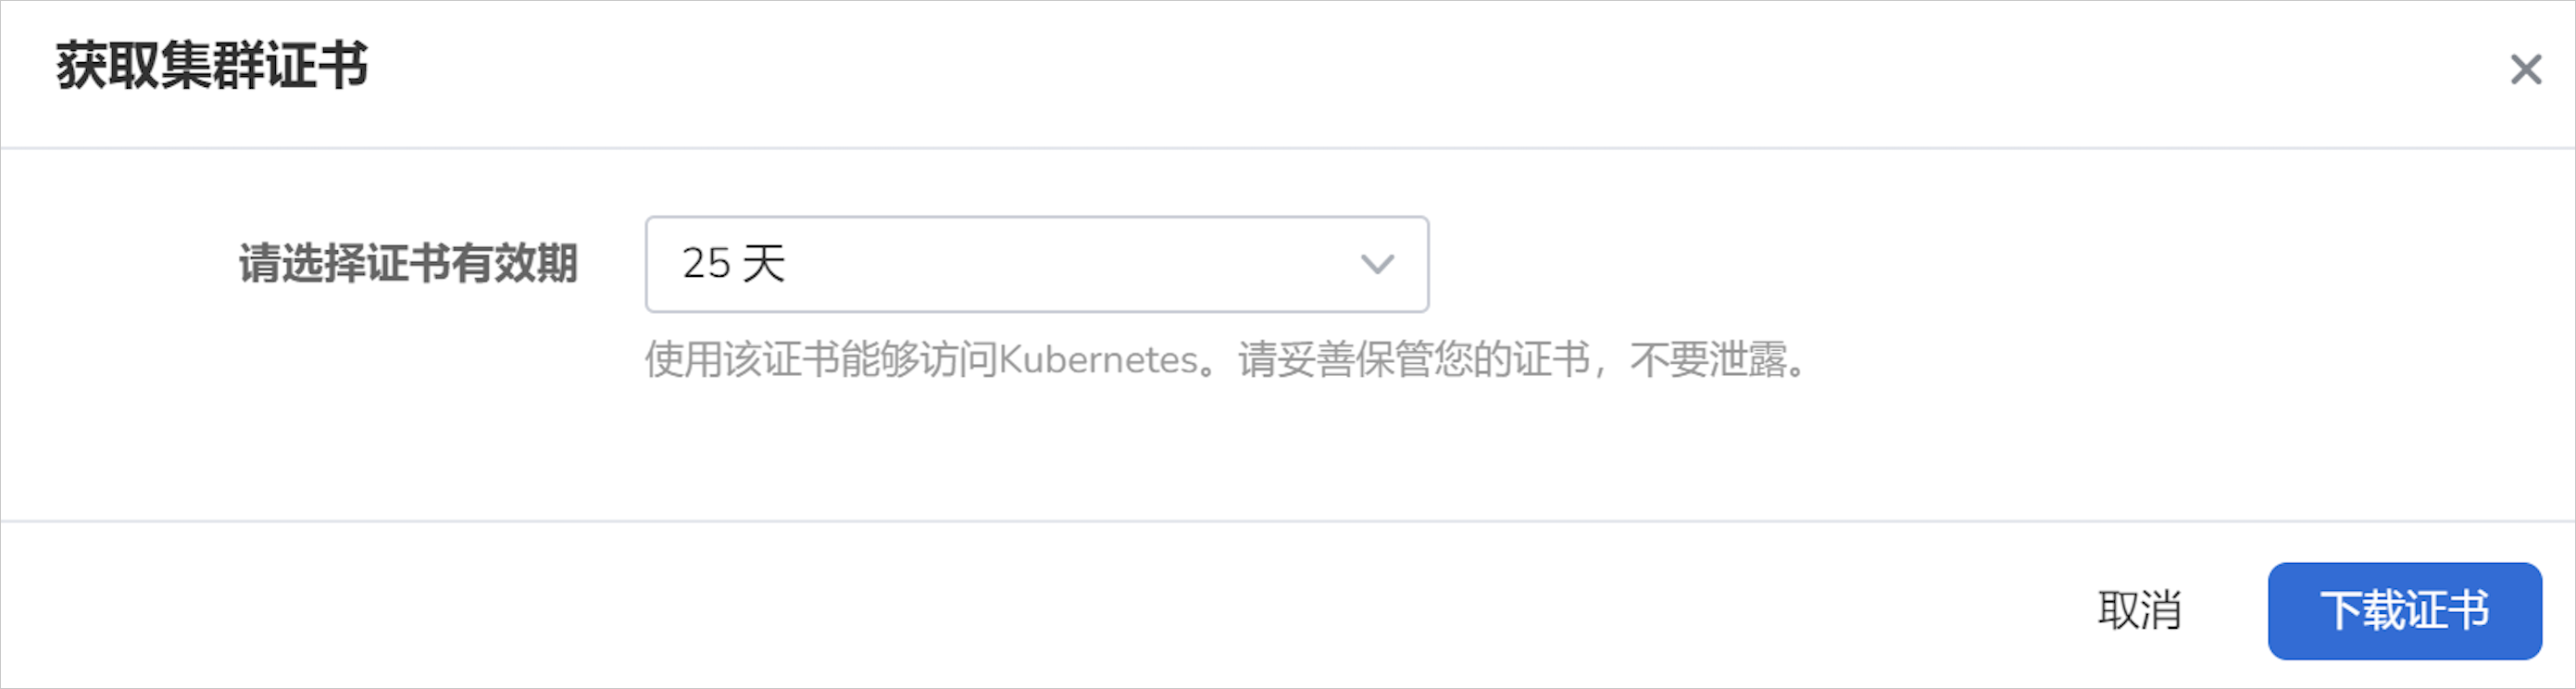 获取集群证书
请选择证书有效期
25 天
使用该证书能够访问Kubernetes。请妥善保管您的证书，不要泄露。
取消
下载证书